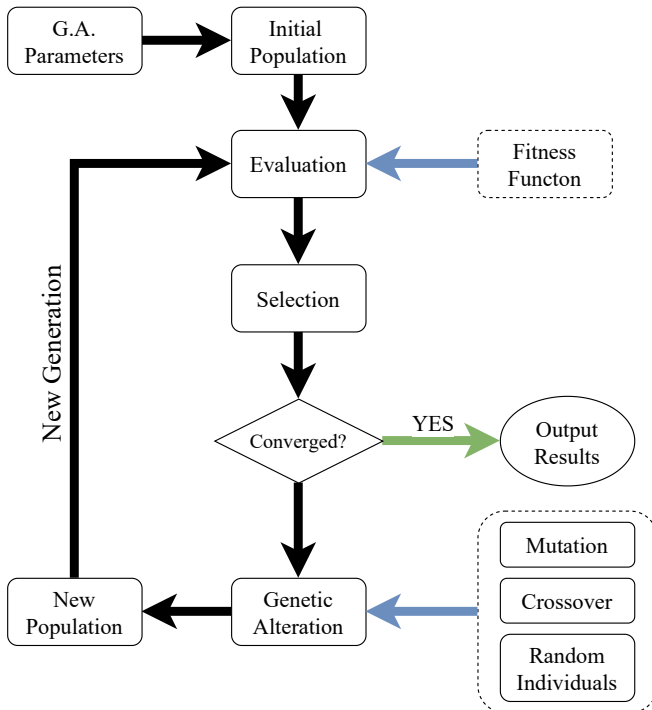 G.A.
Parameters
Initial
Population
Evaluation
Fitness
Functon
Selection
New Generation
Converged?
YES
Output
Results
New
Population
Genetic
Alteration
Mutation
Crossover
Random
Individuals